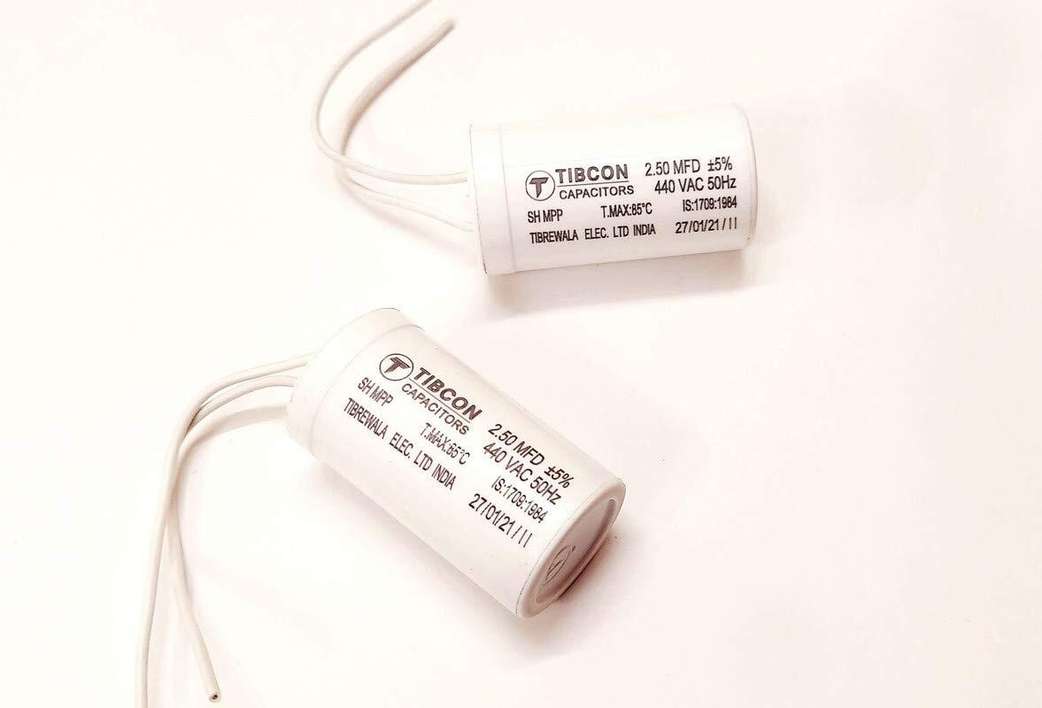 TIBCON 2.50 MFD ±5%
CAPACITORS 440 VAC 50Hz
SH MPP T.MAX:85°C IS:1709:1984
TIBREWALA ELEC. LTD INDIA 27/01/21/II
TIBCON 2.50 MFD ±5%
CAPACITORS 440 VAC 50Hz
SH MPP T.MAX:85°C IS:1709:1984
TIBREWALA ELEC. LTD INDIA 27/01/21/II